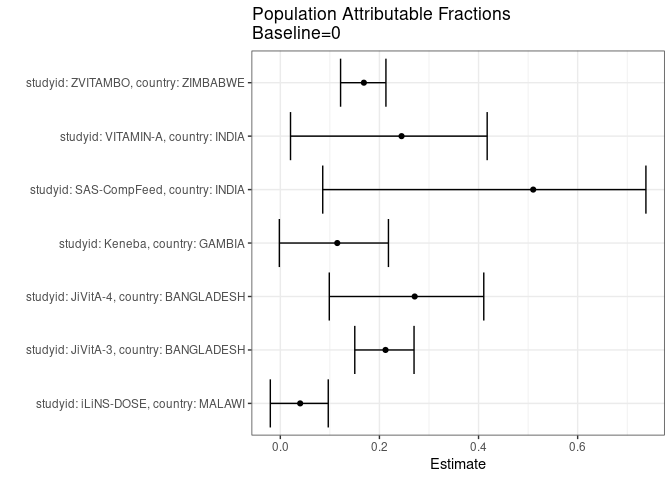 Population Attributable Fractions
Baseline=0
studyid: ZVITAMBO, country: ZIMBABWE
studyid: VITAMIN-A, country: INDIA
studyid: SAS-CompFeed, country: INDIA
studyid: Keneba, country: GAMBIA
studyid: JiVitA-4, country: BANGLADESH
studyid: JiVitA-3, country: BANGLADESH
studyid: iLiNS-DOSE, country: MALAWI
0.0 0.2 0.4 0.6
Estimate